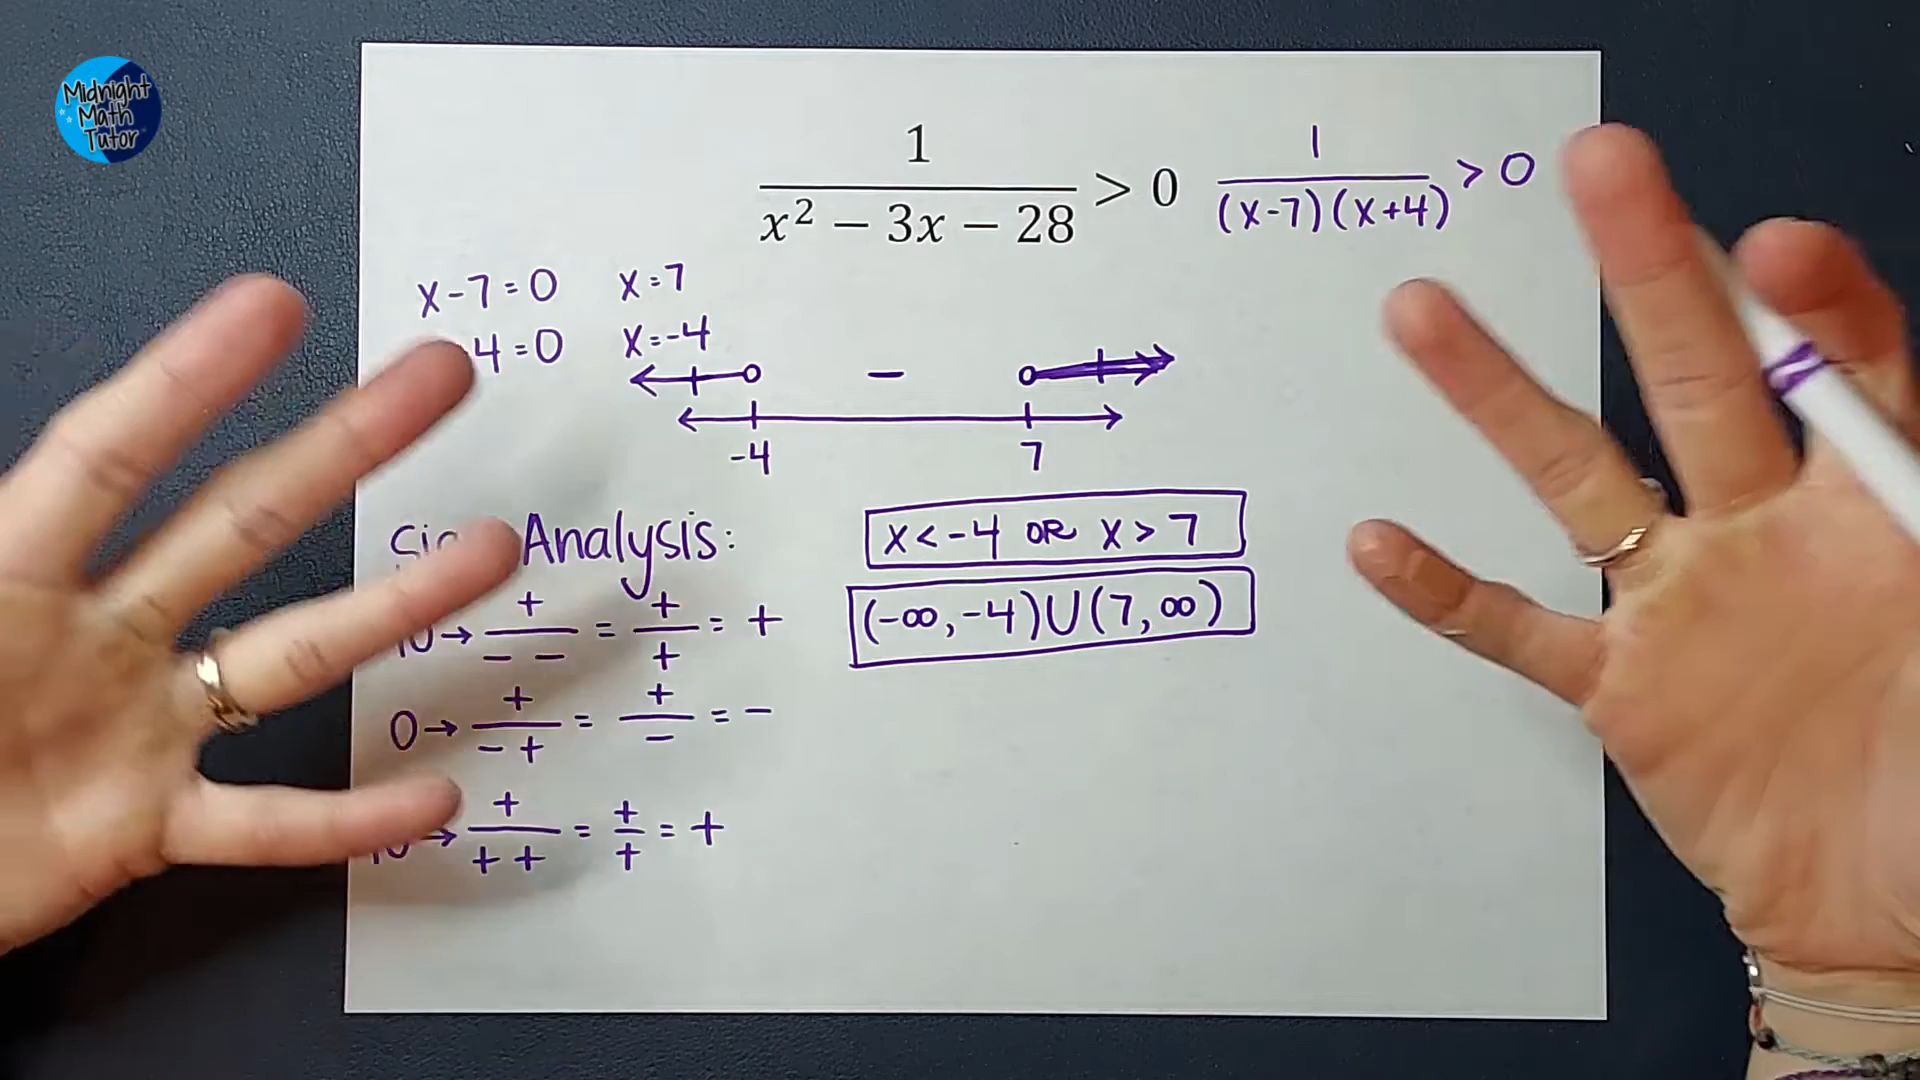 Midnight
Math
Tutor
1/(x² − 3x − 28) > 0
1/((x-7)(x+4)) > 0
x-7=0 x=7
4=0 x=-4
−
-4 7
Analysis:
x<-4 OR x>7
(-∞,-4)∪(7,∞)
→ +/(− −) = +/+ = +
0→ +/(− +) = +/− = −
→ +/(+ +) = +/+ = +